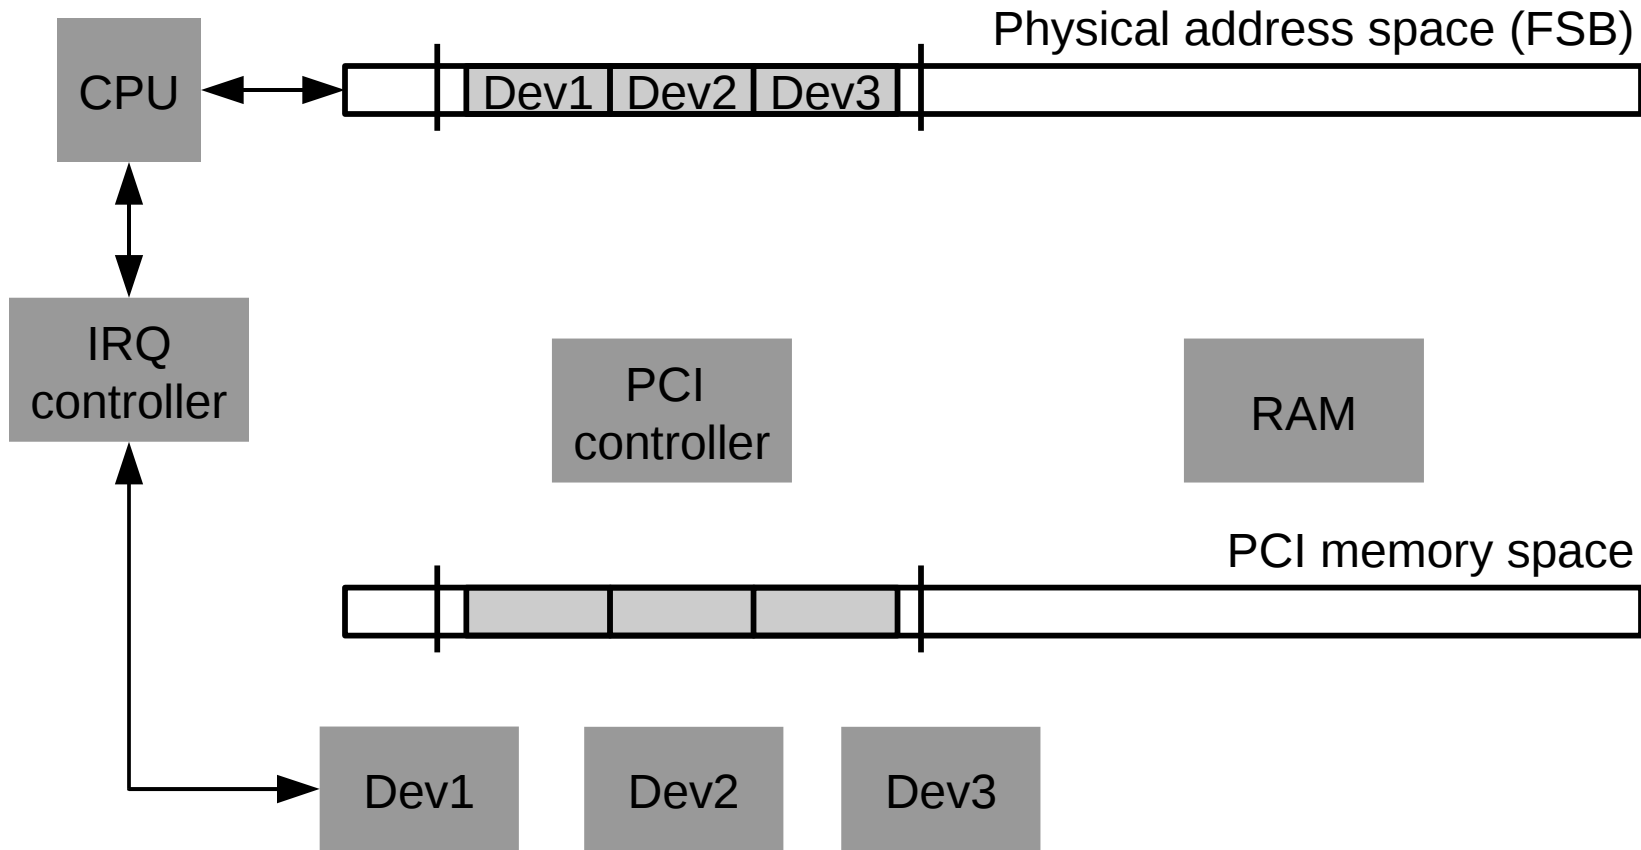 Physical address space (FSB)
CPU
Dev1
Dev2
Dev3
IRQ
controller
PCI
controller
RAM
PCI memory space
Dev1
Dev2
Dev3